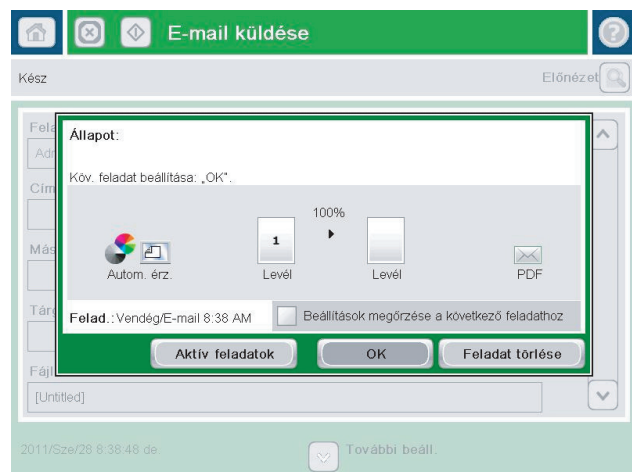 E-mail küldése
Kész
Előnézet
Állapot:
Köv. feladat beállítása: „OK".
100%
1
Autom. érz.
Levél
Levél
PDF
Felad.: Vendég/E-mail 8:38 AM
Beállítások megőrzése a következő feladathoz
Aktív feladatok
OK
Feladat törlése
[Untitled]
2011/Sze/28 8:38:48 de.
További beáll.